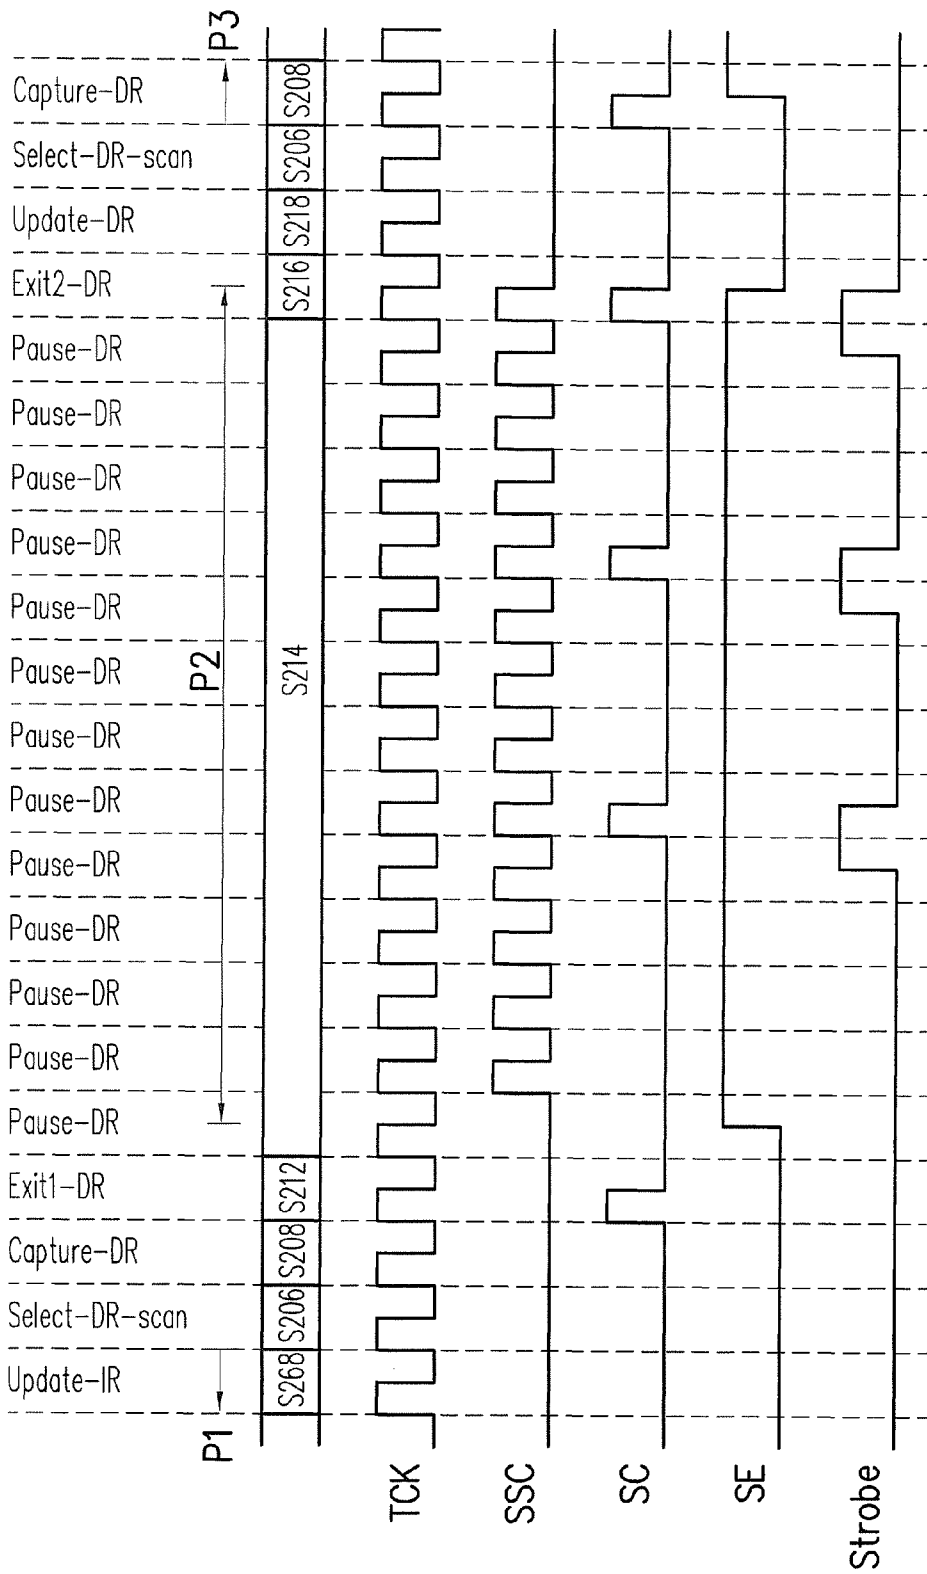 Capture-DR
Select-DR-scan
Update-DR
Exit2-DR
Pause-DR
Pause-DR
Pause-DR
Pause-DR
Pause-DR
Pause-DR
Pause-DR
Pause-DR
Pause-DR
Pause-DR
Pause-DR
Pause-DR
Pause-DR
Exit1-DR
Capture-DR
Select-DR-scan
Update-IR
P1
P2
P3
S268
S206
S208
S212
S214
S216
S218
S206
S208
TCK
SSC
SC
SE
Strobe